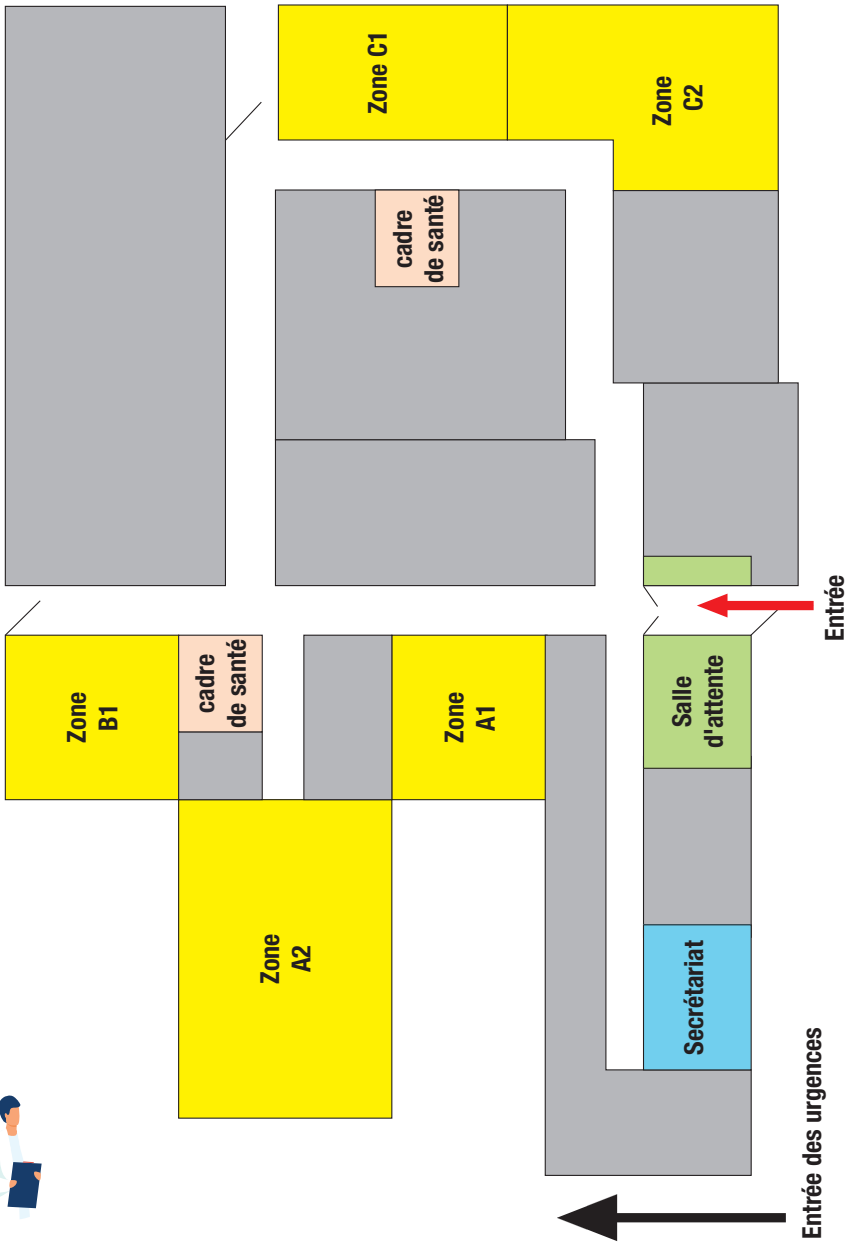 Zone
B1
cadre
de santé
Zone
A2
Zone
A1
Zone C1
Zone
C2
cadre
de santé
Secrétariat
Salle
d'attente
Entrée des urgences
Entrée